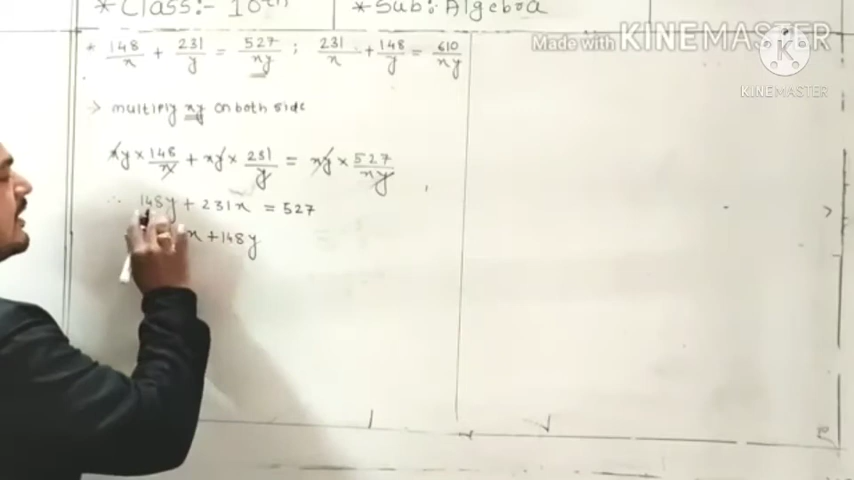 *Class:- 10th
*Sub:- Algebra
Made with KINEMASTER
K
KINEMASTER
* 148/x + 231/y = 527/xy ; 231/x + 148/y = 610/xy
→ multiply xy on both side
xy × 148/x + xy × 231/y = xy × 527/xy
∴ 148y + 231x = 527
x + 148y